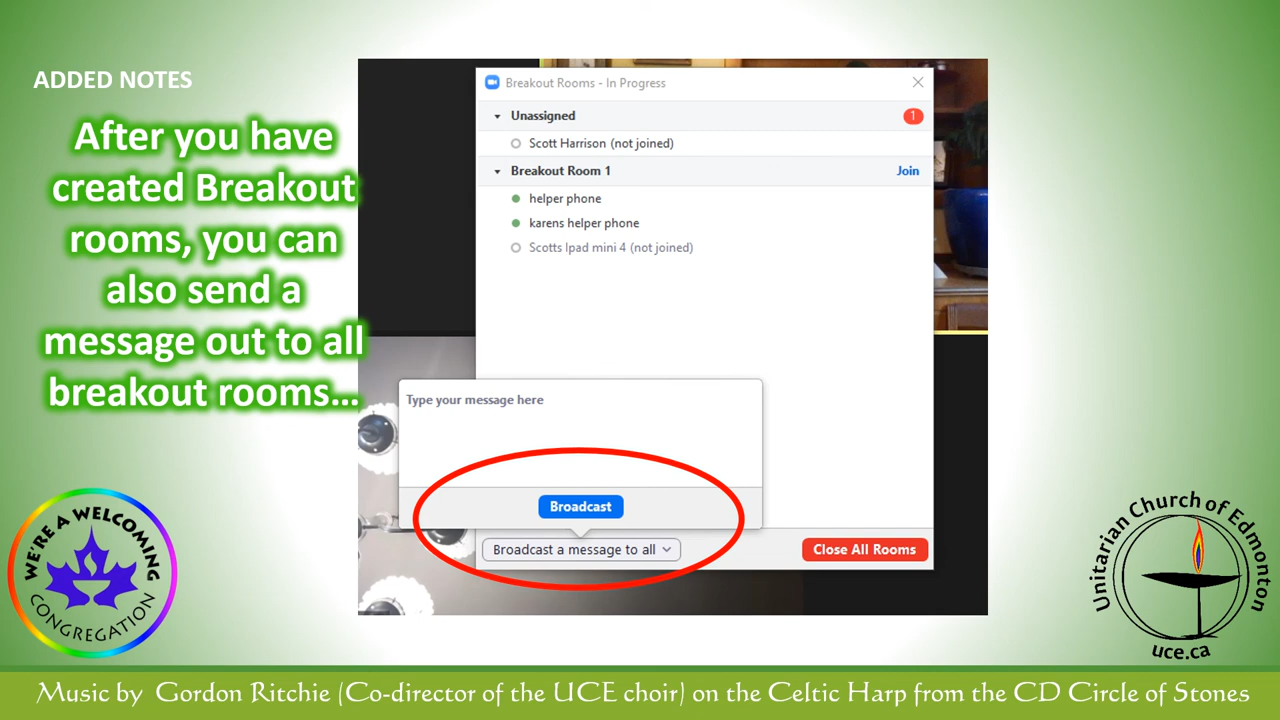 ADDED NOTES
After you have
created Breakout
rooms, you can
also send a
message out to all
breakout rooms...
Breakout Rooms - In Progress
Unassigned
1
Scott Harrison (not joined)
Breakout Room 1
Join
helper phone
karens helper phone
Scotts Ipad mini 4 (not joined)
Type your message here
Broadcast
Broadcast a message to all
Close All Rooms
WE'RE A WELCOMING
CONGREGATION
Unitarian Church of Edmonton
uce.ca
Music by Gordon Ritchie (Co-director of the UCE choir) on the Celtic Harp from the CD Circle of Stones